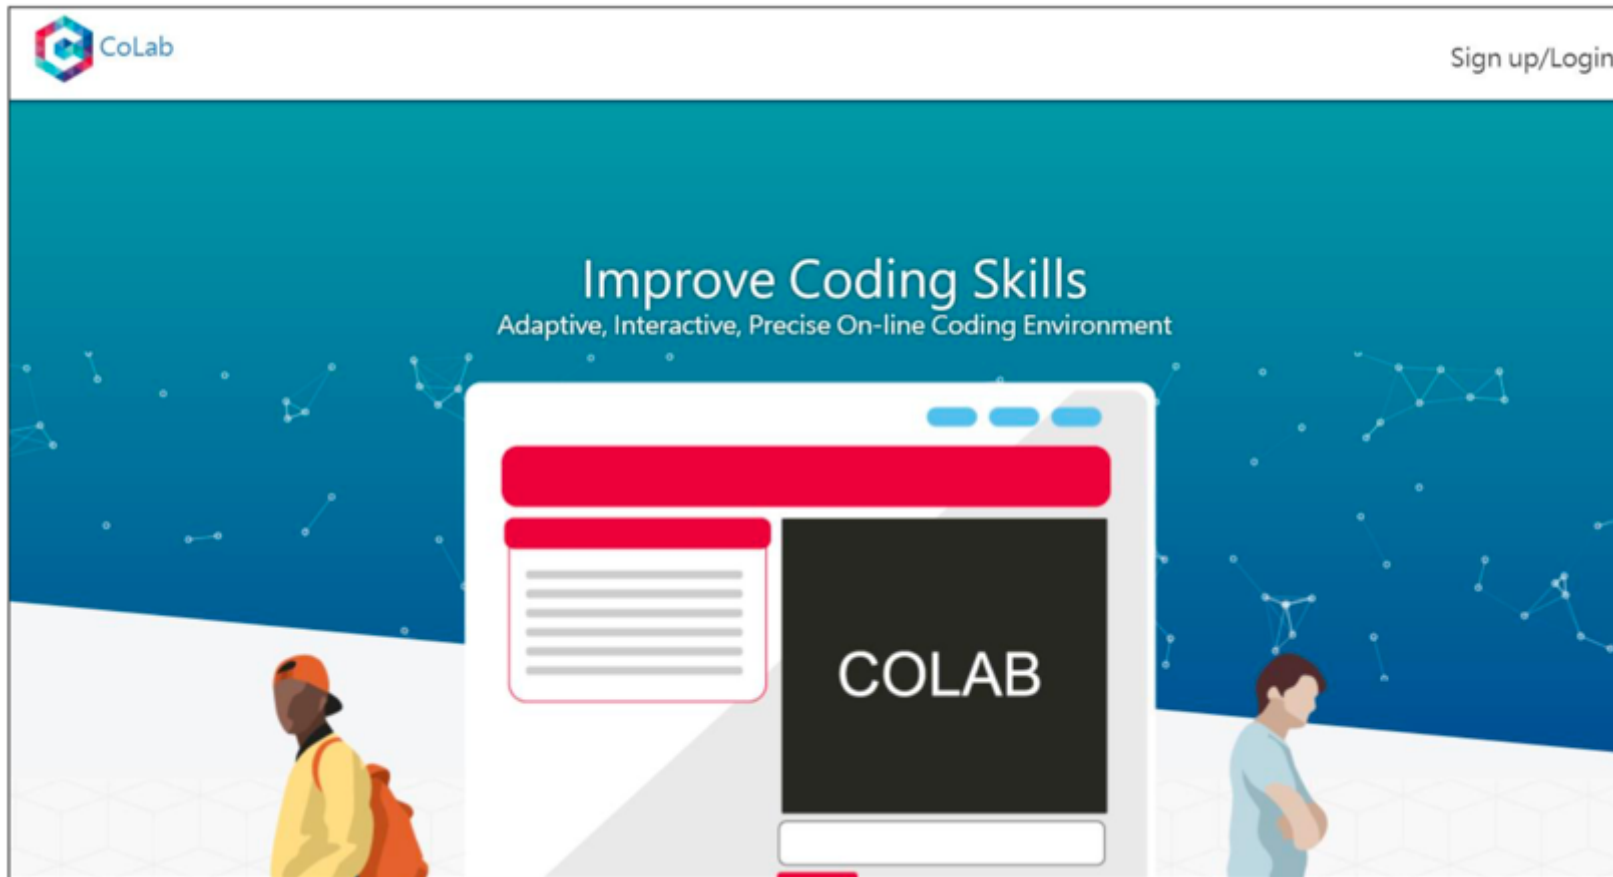 CoLab
Sign up/Login
Improve Coding Skills
Adaptive, Interactive, Precise On-line Coding Environment
COLAB